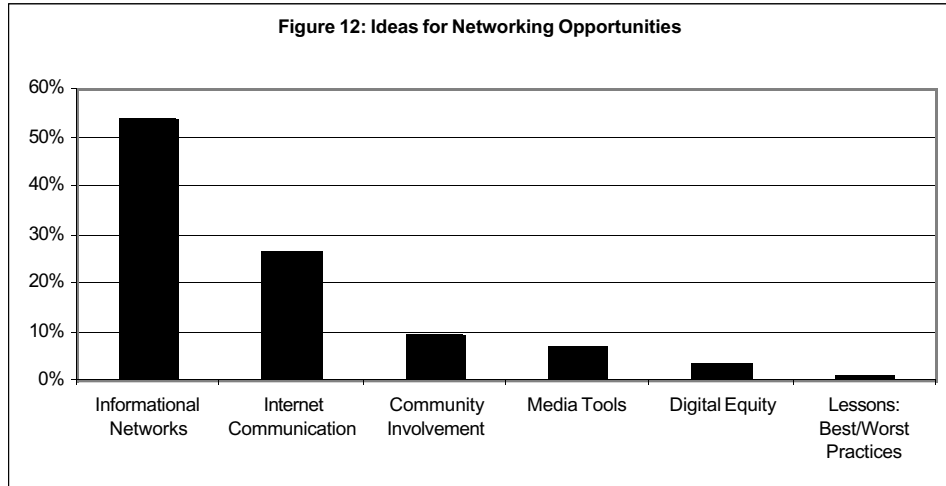 Figure 12: Ideas for Networking Opportunities
60%
50%
40%
30%
20%
10%
0%
Informational
Networks
Internet
Communication
Community
Involvement
Media Tools
Digital Equity
Lessons:
Best/Worst
Practices